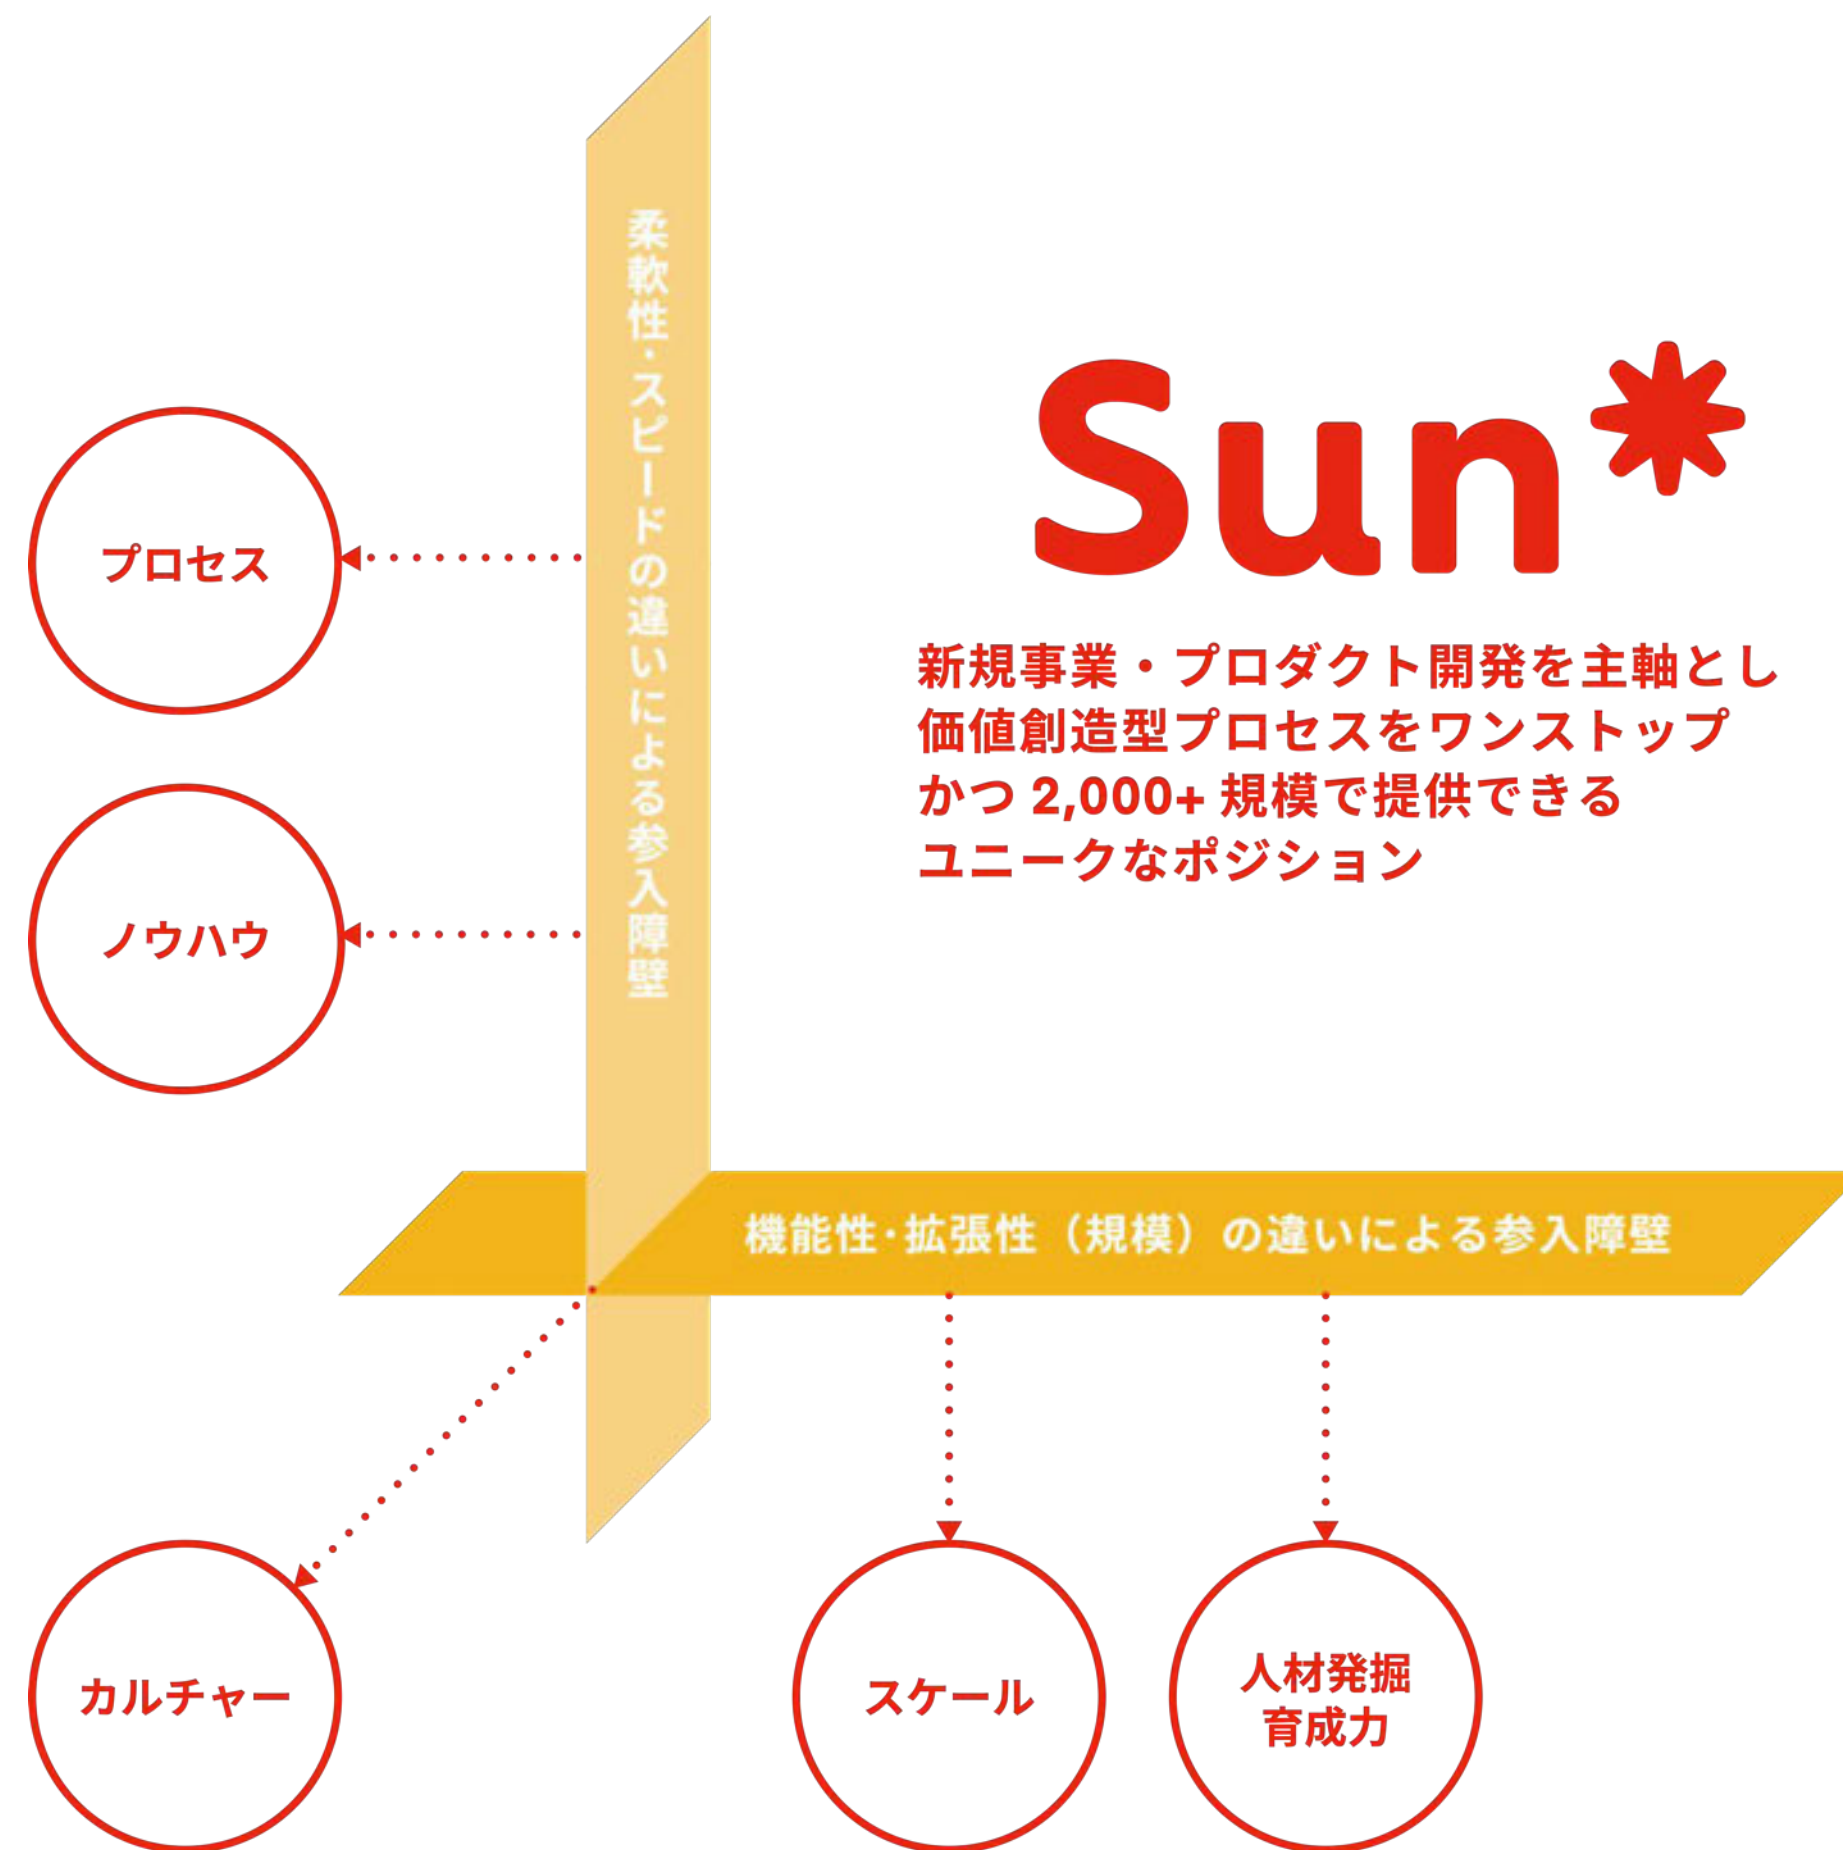 柔軟性・スピードの違いによる参入障壁
Sun*
新規事業・プロダクト開発を主軸とし
価値創造型プロセスをワンストップ
かつ 2,000+ 規模で提供できる
ユニークなポジション
プロセス
ノウハウ
機能性・拡張性（規模）の違いによる参入障壁
カルチャー
スケール
人材発掘
育成力